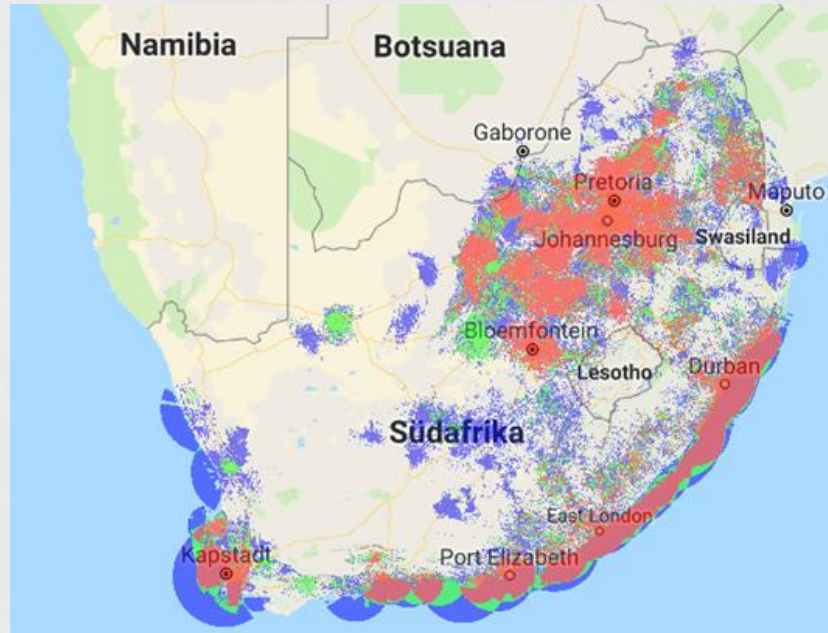 Namibia
Botsuana
Gaborone
Pretoria
Maputo
Johannesburg
Swasiland
Bloemfontein
Lesotho
Durban
Südafrika
East London
Kapstadt
Port Elizabeth